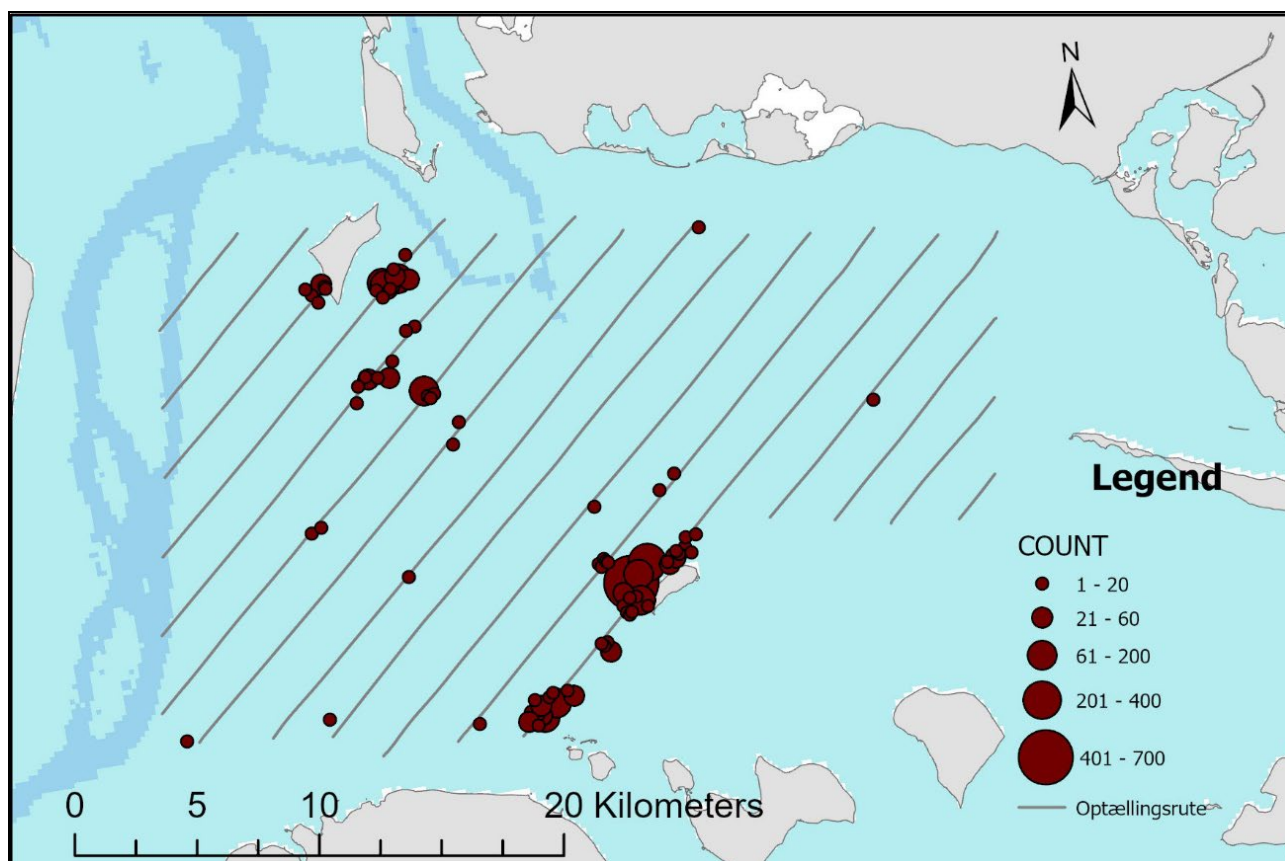 N
Legend
COUNT
1 - 20
21 - 60
61 - 200
201 - 400
401 - 700
Optællingsrute
0 5 10 20 Kilometers